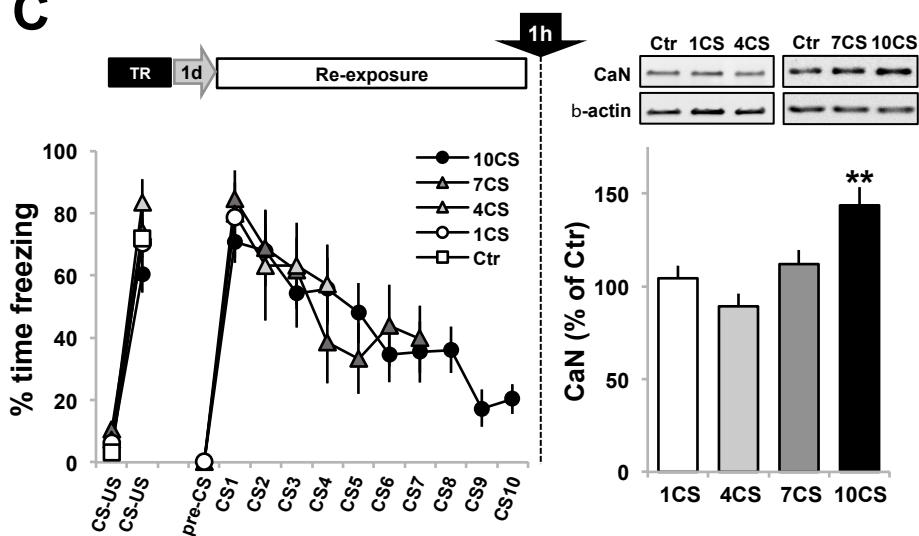 C
1h
TR 1d Re-exposure
Ctr 1CS 4CS Ctr 7CS 10CS
CaN
b-actin
% time freezing
100
80
60
40
20
0
10CS
7CS
4CS
1CS
Ctr
CS-US
CS-US
pre-CS
CS1
CS2
CS3
CS4
CS5
CS6
CS7
CS8
CS9
CS10
CaN (% of Ctr)
150
100
50
0
**
1CS 4CS 7CS 10CS